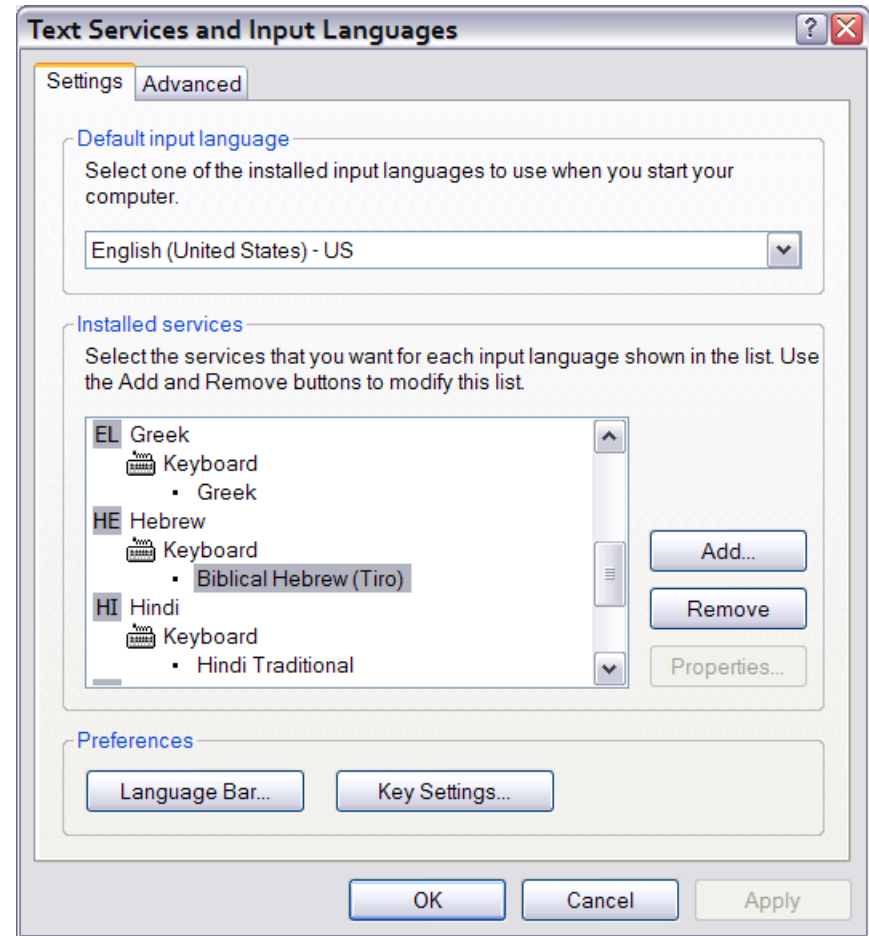 Text Services and Input Languages
Settings
Advanced
Default input language
Select one of the installed input languages to use when you start your
computer.
English (United States) - US
Installed services
Select the services that you want for each input language shown in the list. Use
the Add and Remove buttons to modify this list.
EL Greek
Keyboard
Greek
HE Hebrew
Keyboard
Biblical Hebrew (Tiro)
HI Hindi
Keyboard
Hindi Traditional
Add...
Remove
Properties...
Preferences
Language Bar...
Key Settings...
OK
Cancel
Apply